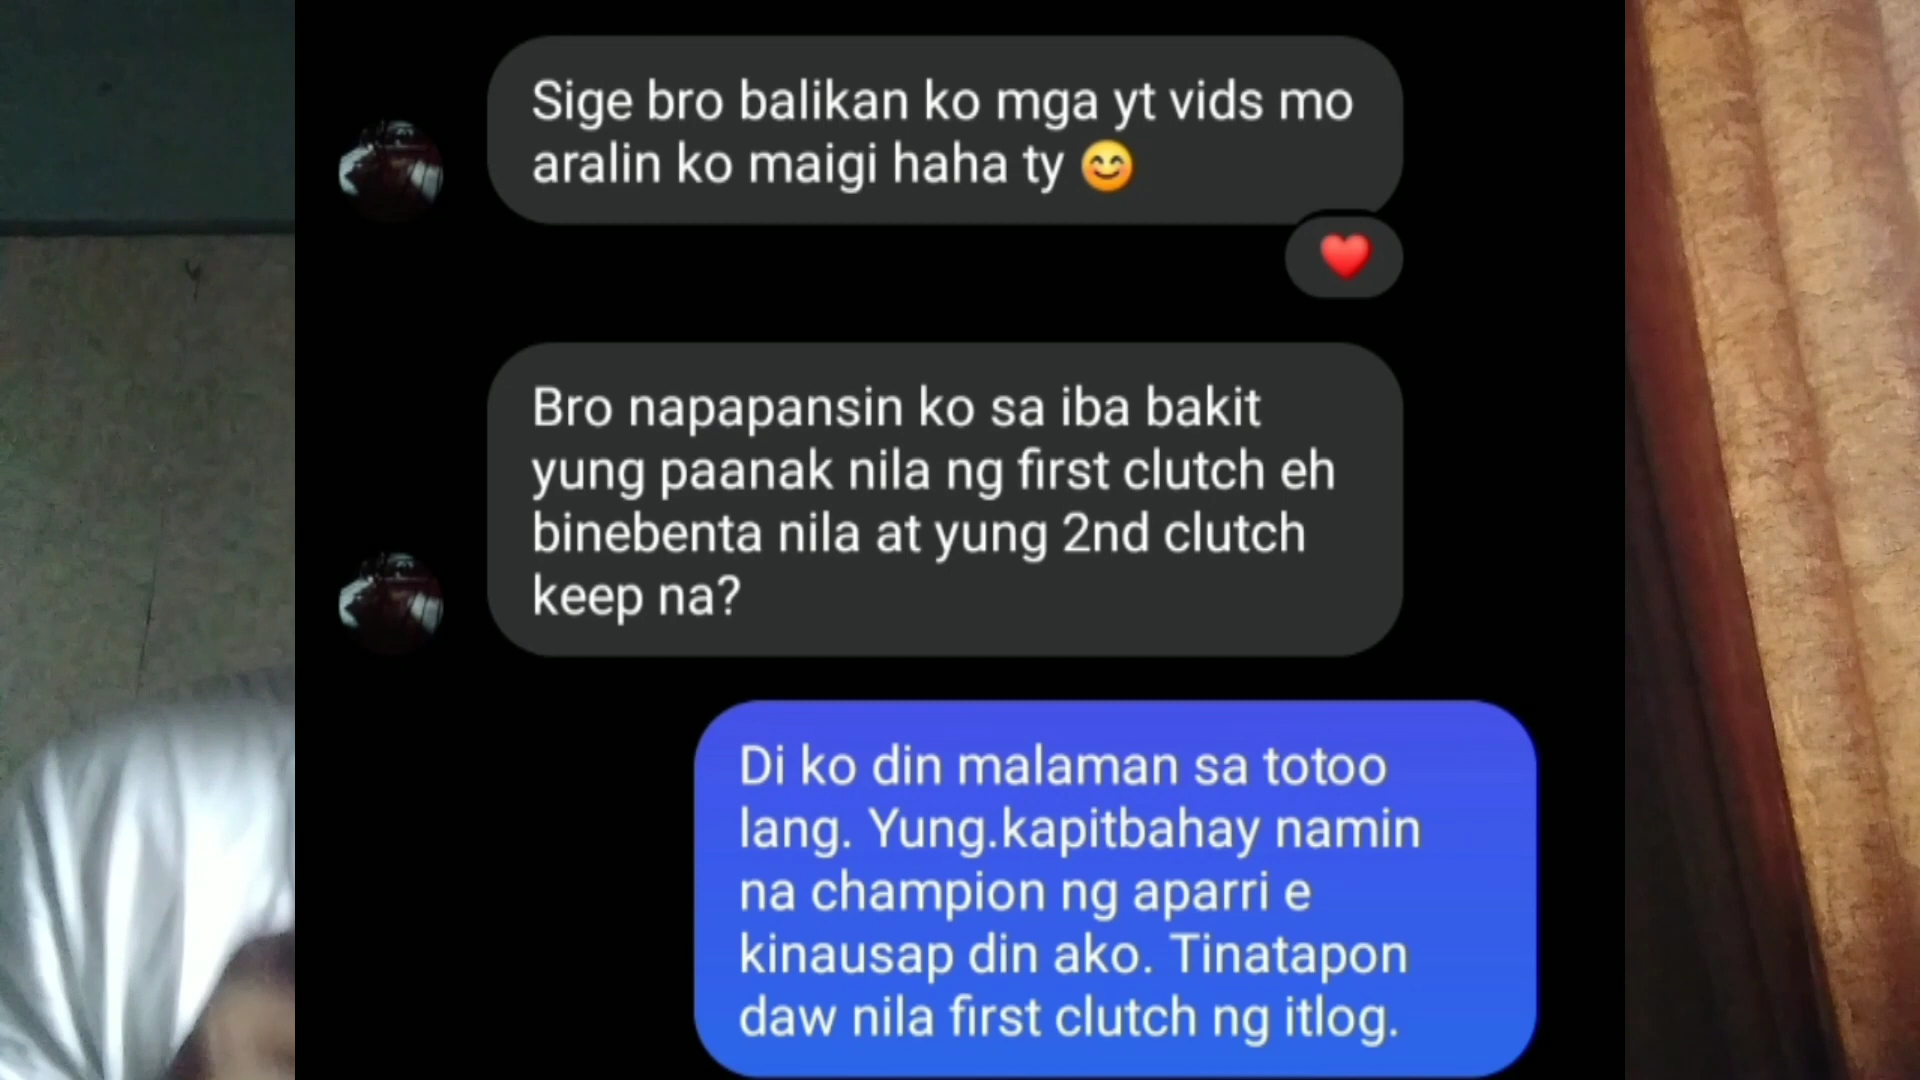 Sige bro balikan ko mga yt vids mo
aralin ko maigi haha ty 😊
❤️
Bro napapansin ko sa iba bakit
yung paanak nila ng first clutch eh
binebenta nila at yung 2nd clutch
keep na?
Di ko din malaman sa totoo
lang. Yung.kapitbahay namin
na champion ng aparri e
kinausap din ako. Tinatapon
daw nila first clutch ng itlog.